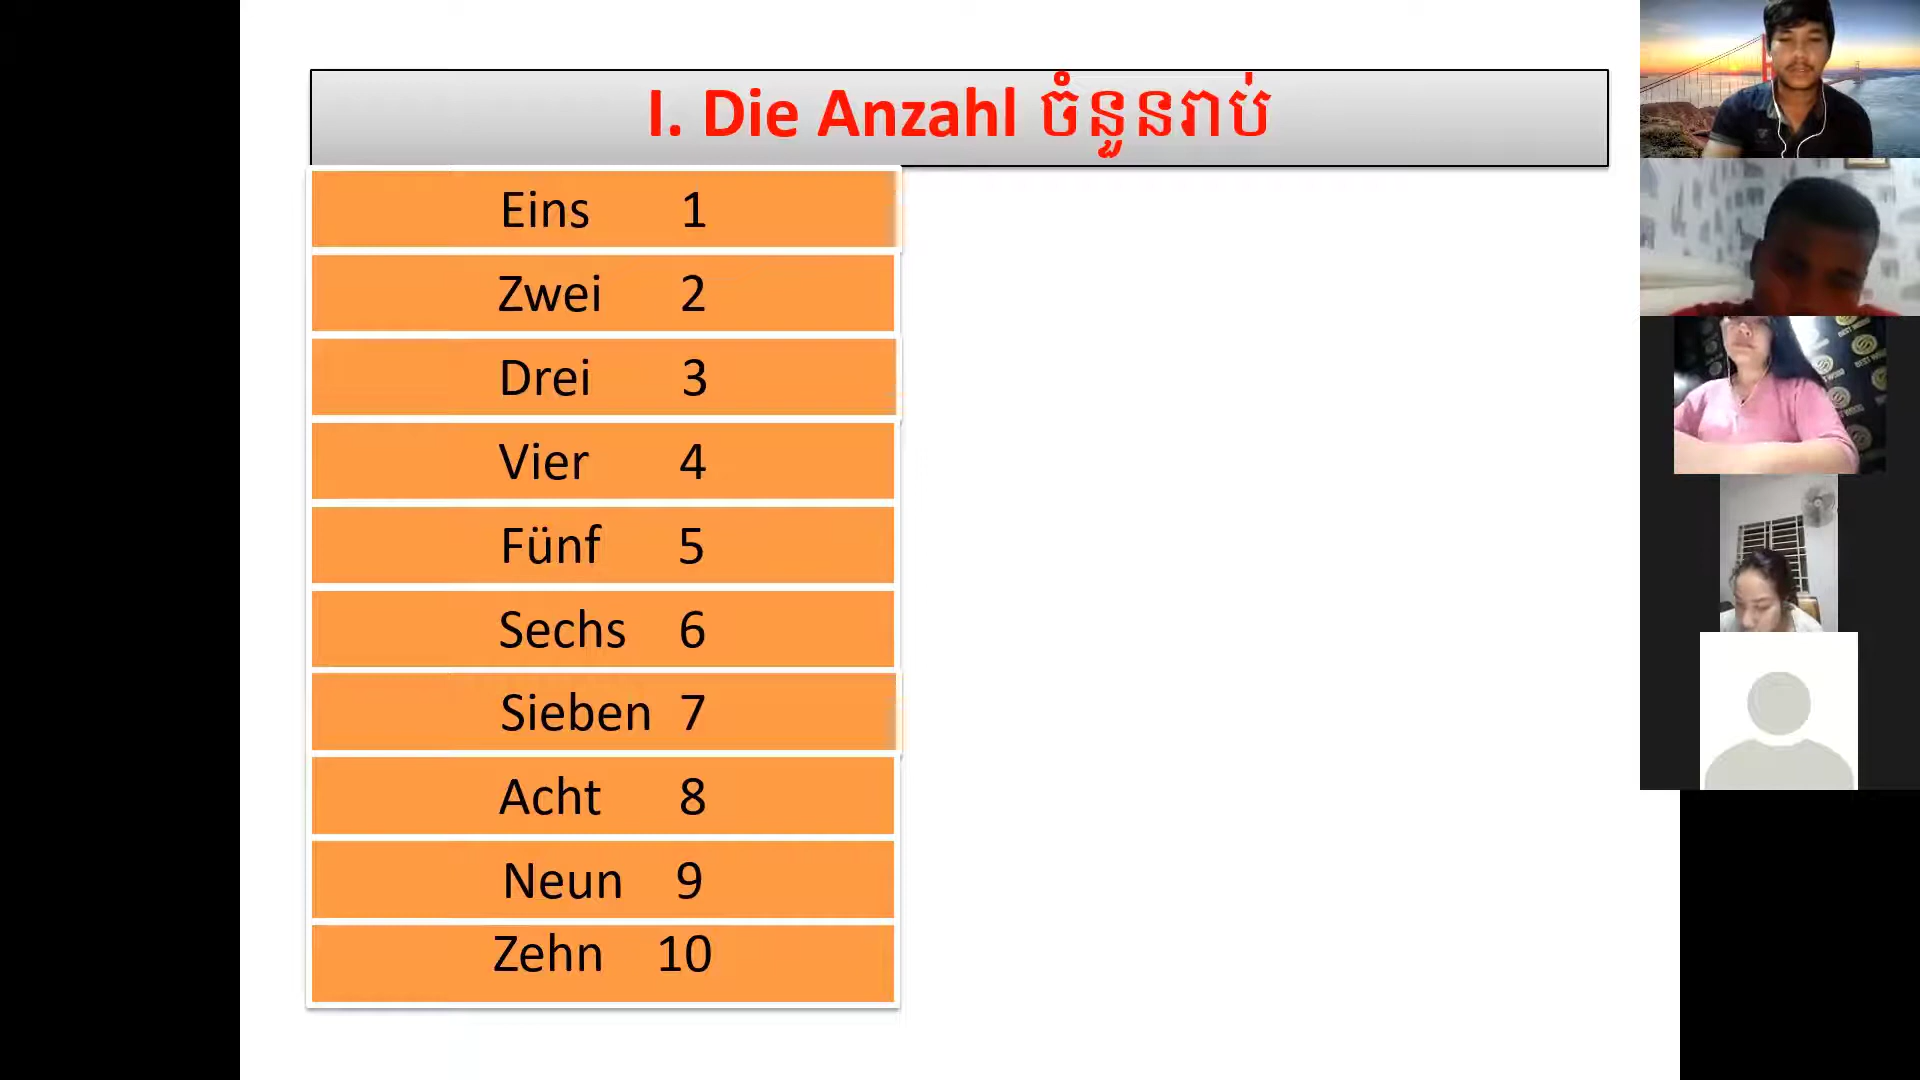 I. Die Anzahl ចំនួនរាប់
Eins 1
Zwei 2
Drei 3
Vier 4
Fünf 5
Sechs 6
Sieben 7
Acht 8
Neun 9
Zehn 10